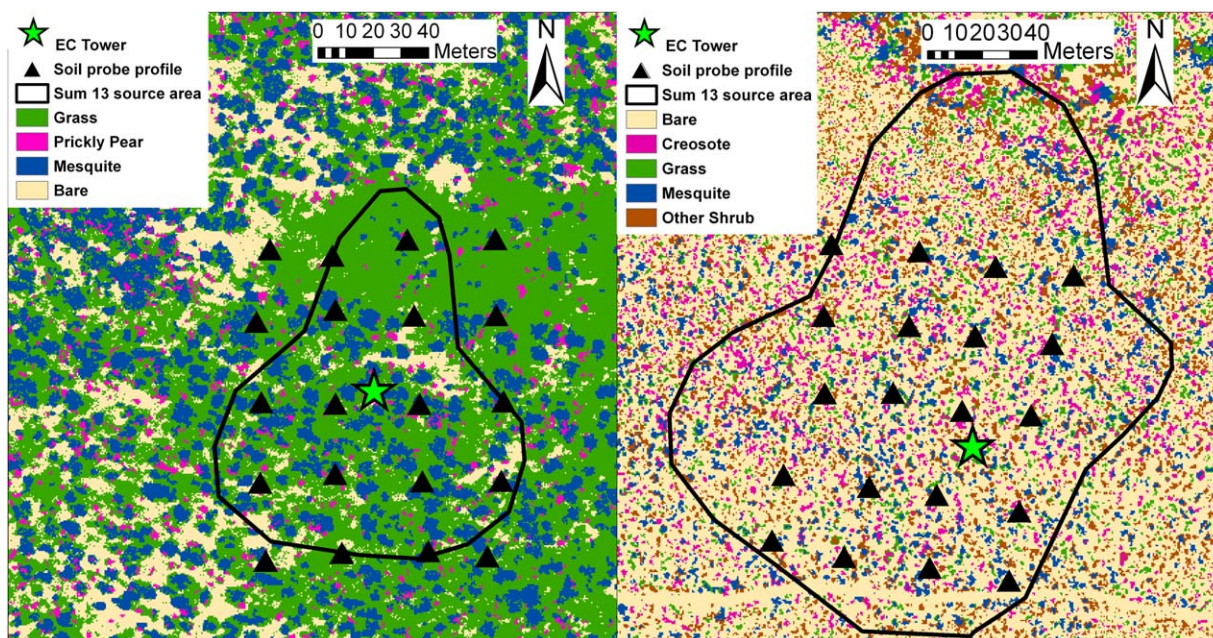 EC Tower
Soil probe profile
Sum 13 source area
Grass
Prickly Pear
Mesquite
Bare
0 10 20 30 40
Meters
N
EC Tower
Soil probe profile
Sum 13 source area
Bare
Creosote
Grass
Mesquite
Other Shrub
0 10203040
Meters
N